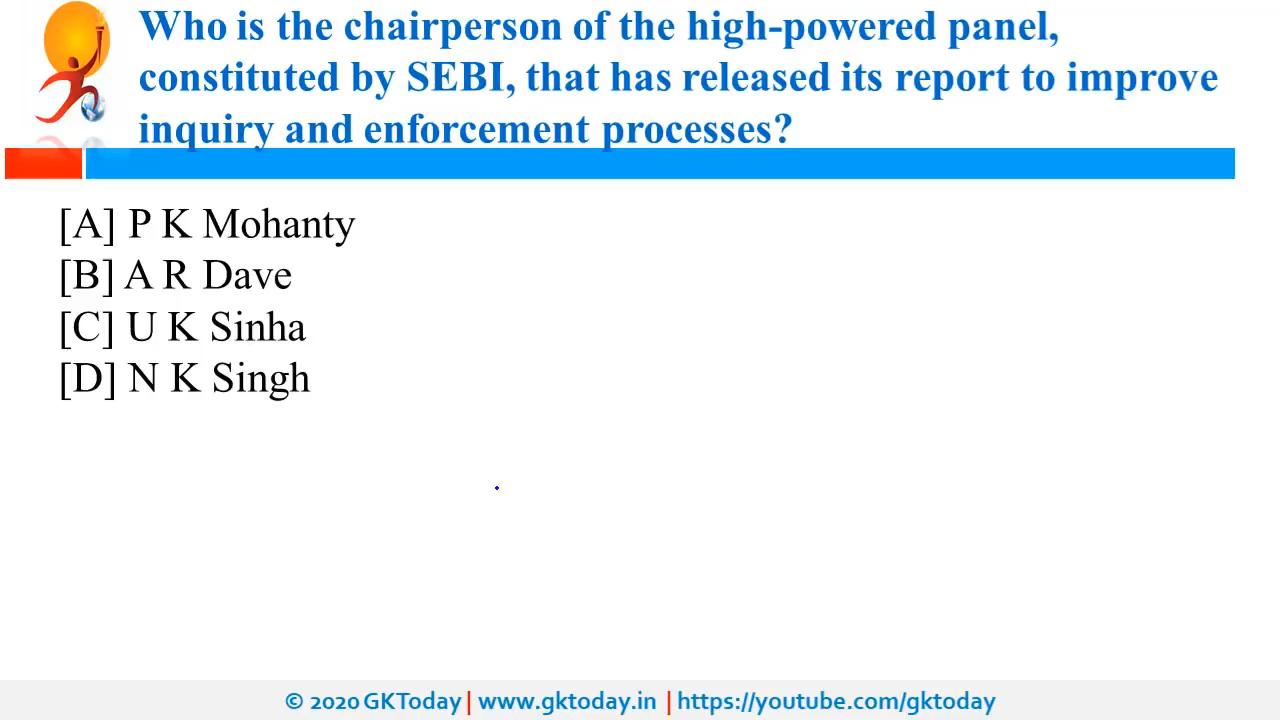 Who is the chairperson of the high-powered panel,
constituted by SEBI, that has released its report to improve
inquiry and enforcement processes?
[A] P K Mohanty
[B] A R Dave
[C] U K Sinha
[D] N K Singh
© 2020 GKToday | www.gktoday.in | https://youtube.com/gktoday